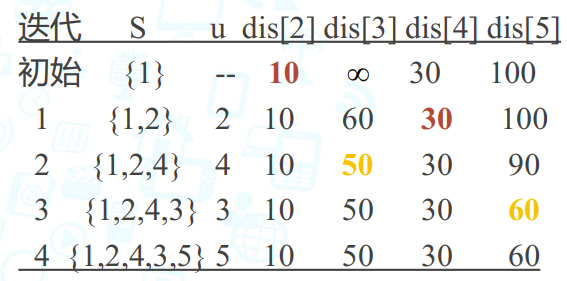 迭代 S u dis[2] dis[3] dis[4] dis[5]
初始 {1} -- 10 ∞ 30 100
1 {1,2} 2 10 60 30 100
2 {1,2,4} 4 10 50 30 90
3 {1,2,4,3} 3 10 50 30 60
4 {1,2,4,3,5} 5 10 50 30 60